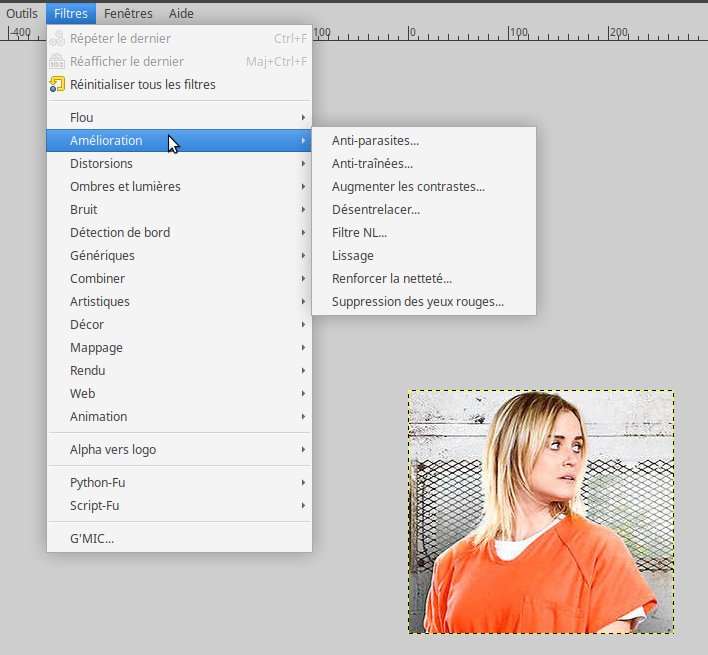 Outils Filtres Fenêtres Aide
-400 100 0 100 200
Répéter le dernier Ctrl+F
Réafficher le dernier Maj+Ctrl+F
Réinitialiser tous les filtres
Flou
Amélioration
Distorsions
Ombres et lumières
Bruit
Détection de bord
Génériques
Combiner
Artistiques
Décor
Mappage
Rendu
Web
Animation
Alpha vers logo
Python-Fu
Script-Fu
G'MIC...
Anti-parasites...
Anti-traînées...
Augmenter les contrastes...
Désentrelacer...
Filtre NL...
Lissage
Renforcer la netteté...
Suppression des yeux rouges...